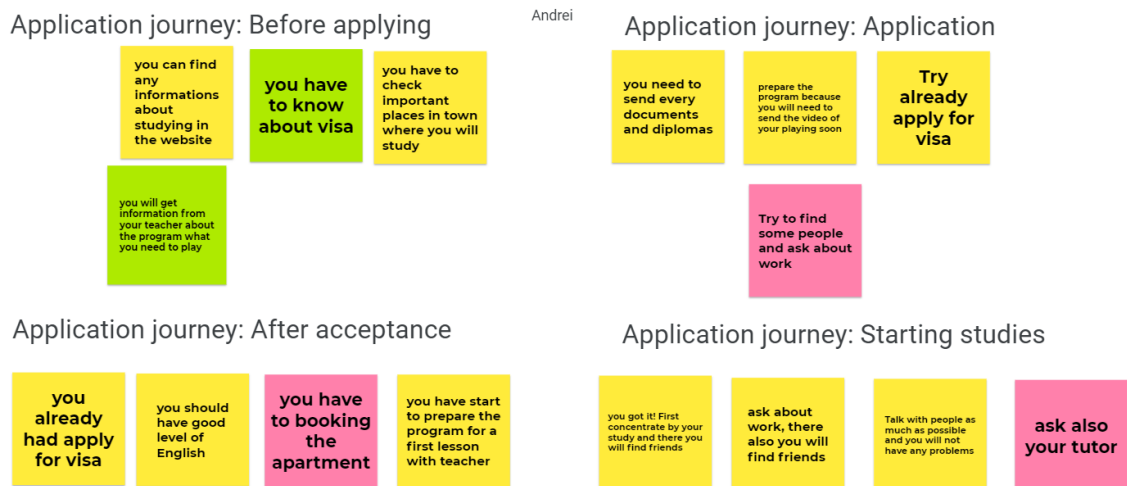 Application journey: Before applying
Andrei
Application journey: Application
you can find
any
informations
about
studying in
the website
you have
to know
about visa
you have to
check
important
places in town
where you will
study
you will get
information from
your teacher about
the program what
you need to play
you need to
send every
documents
and diplomas
prepare the
program because
you will need to
send the video of
your playing soon
Try
already
apply for
visa
Try to find
some people
and ask about
work
Application journey: After acceptance
Application journey: Starting studies
you
already
had apply
for visa
you should
have good
level of
English
you have
to booking
the
apartment
you have start
to prepare the
program for a
first lesson
with teacher
you got it! First
concentrate by your
study and there you
will find friends
ask about
work, there
also you will
find friends
Talk with people as
much as possible
and you will not
have any problems
ask also
your tutor